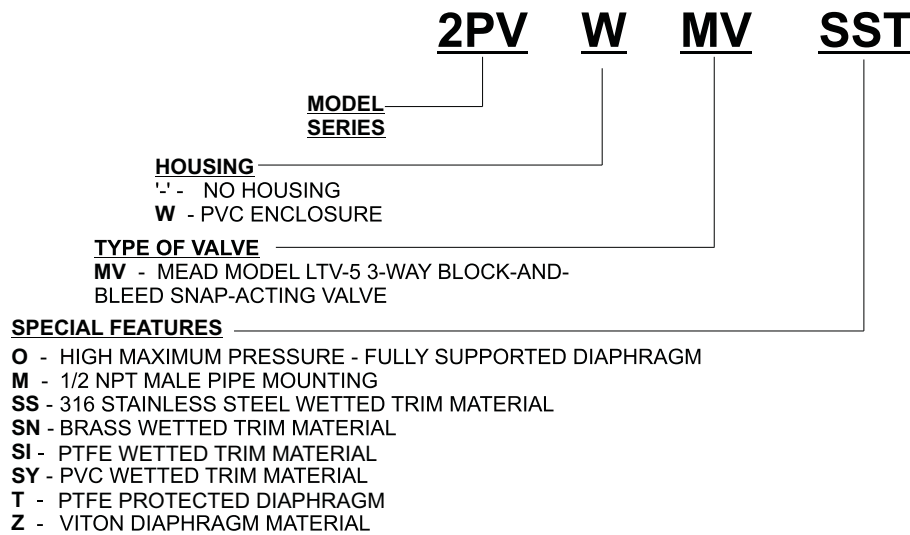 2PV W MV SST
MODEL
SERIES
HOUSING
'-' - NO HOUSING
W - PVC ENCLOSURE
TYPE OF VALVE
MV - MEAD MODEL LTV-5 3-WAY BLOCK-AND-
BLEED SNAP-ACTING VALVE
SPECIAL FEATURES
O - HIGH MAXIMUM PRESSURE - FULLY SUPPORTED DIAPHRAGM
M - 1/2 NPT MALE PIPE MOUNTING
SS - 316 STAINLESS STEEL WETTED TRIM MATERIAL
SN - BRASS WETTED TRIM MATERIAL
SI - PTFE WETTED TRIM MATERIAL
SY - PVC WETTED TRIM MATERIAL
T - PTFE PROTECTED DIAPHRAGM
Z - VITON DIAPHRAGM MATERIAL